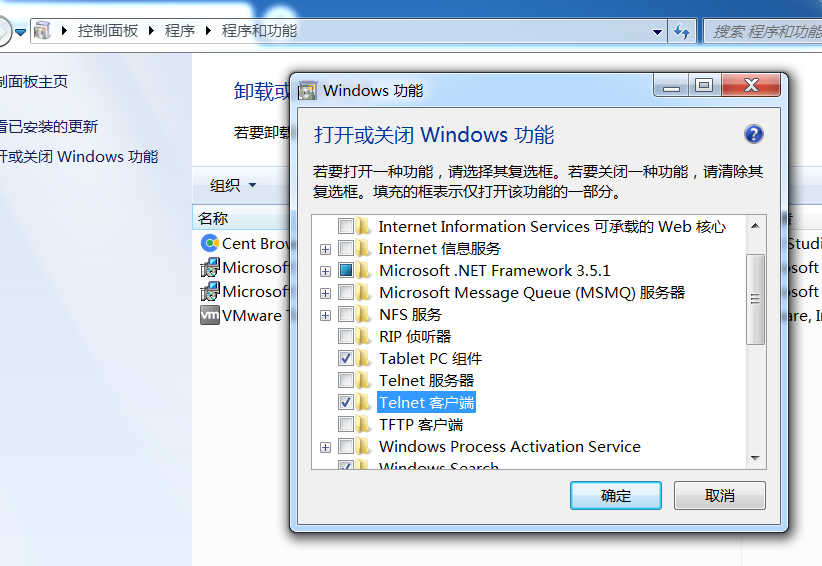 控制面板 程序 程序和功能
搜索 程序和功能
制面板主页
看已安装的更新
开或关闭 Windows 功能
卸载或
若要卸载
组织
名称
Cent Brow
Microsoft
Microsoft
vm VMware T
者
Studi
osoft
osoft
are, In
Windows 功能
打开或关闭 Windows 功能
若要打开一种功能，请选择其复选框。若要关闭一种功能，请清除其
复选框。填充的框表示仅打开该功能的一部分。
Internet Information Services 可承载的 Web 核心
Internet 信息服务
Microsoft .NET Framework 3.5.1
Microsoft Message Queue (MSMQ) 服务器
NFS 服务
RIP 侦听器
Tablet PC 组件
Telnet 服务器
Telnet 客户端
TFTP 客户端
Windows Process Activation Service
Windows Search
确定
取消